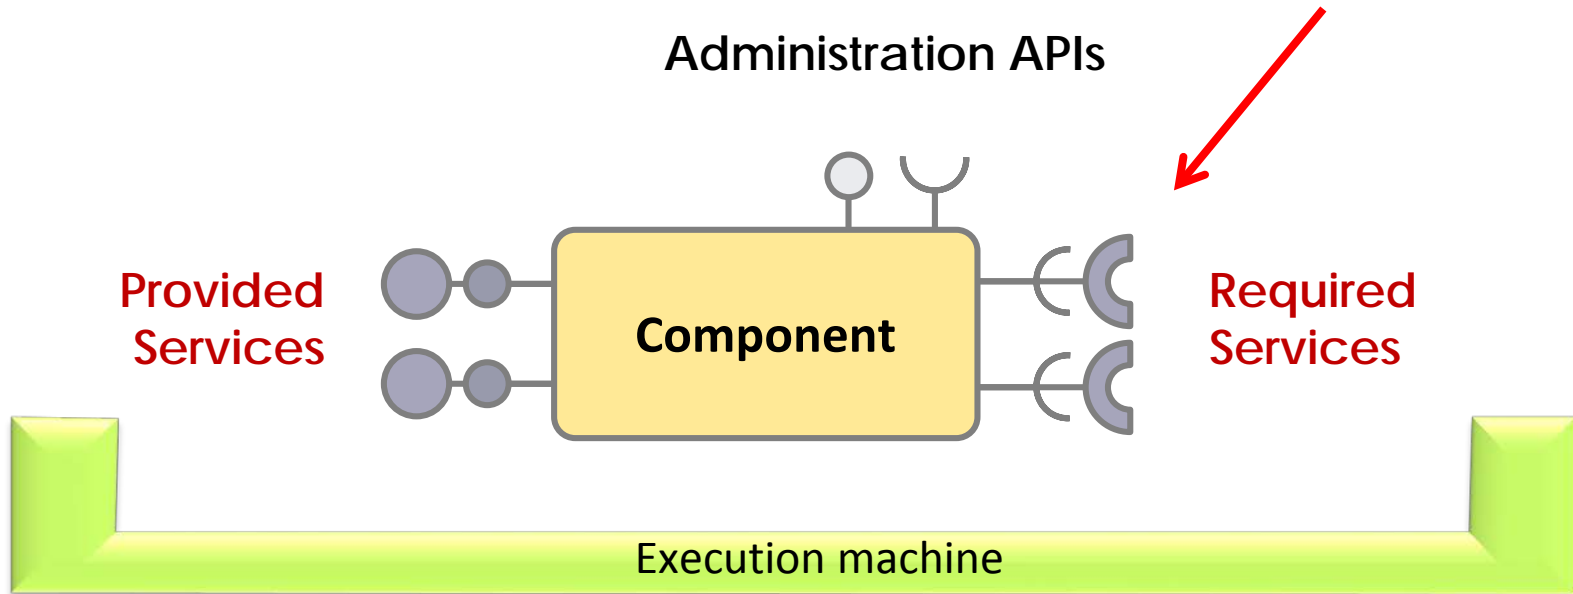 Administration APIs
Provided
Services
Component
Required
Services
Execution machine